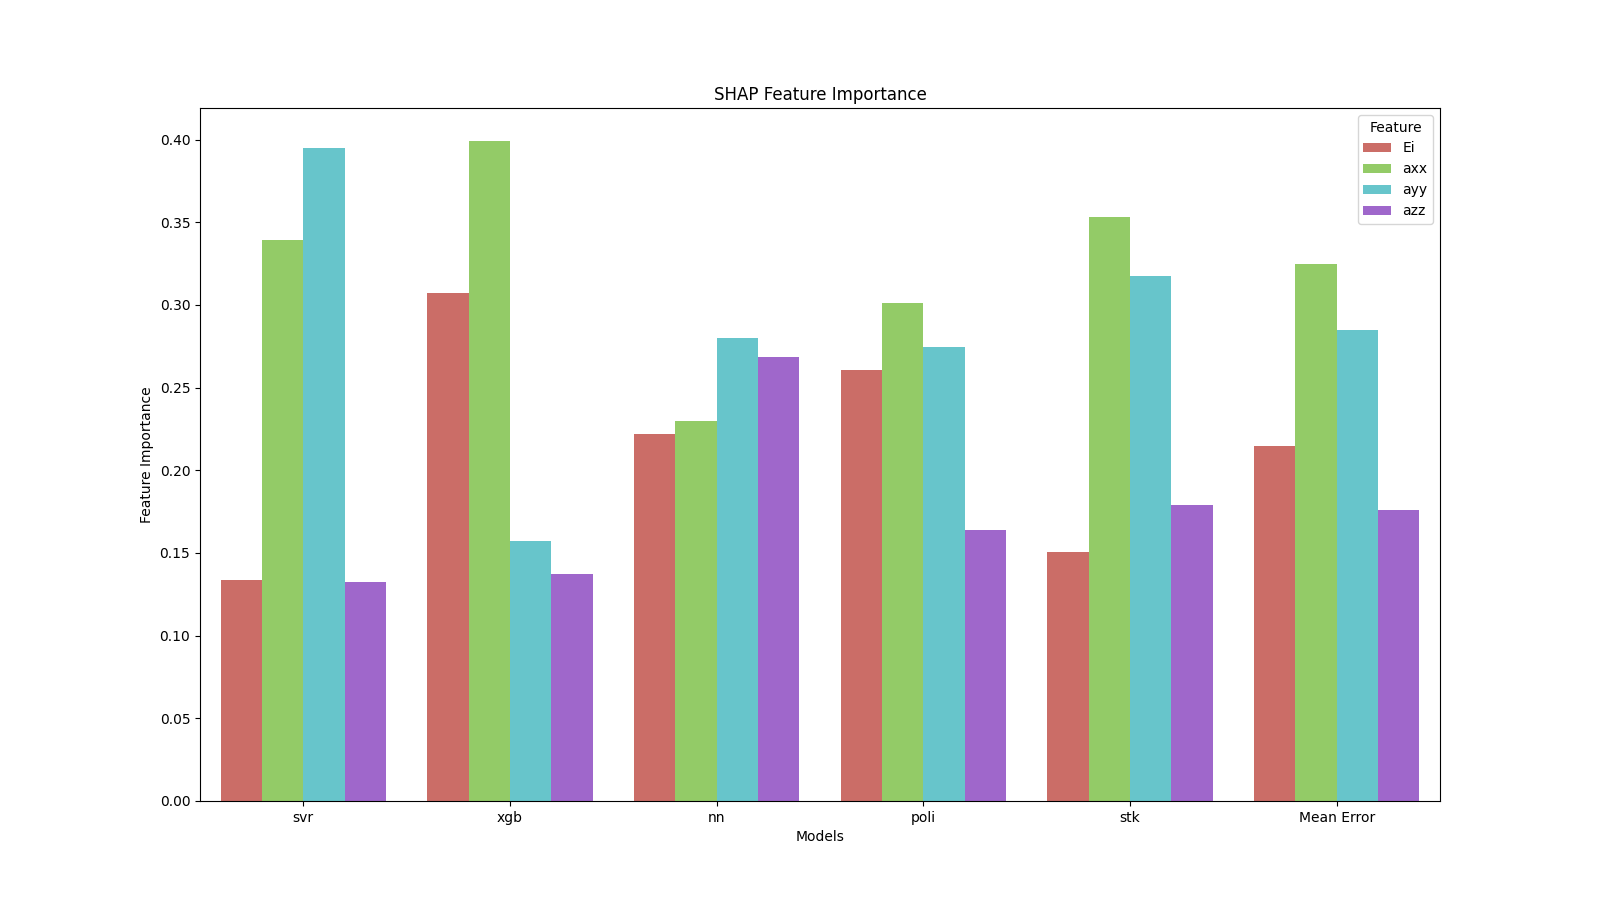 SHAP Feature Importance
Feature
Ei
axx
ayy
azz
Feature Importance
0.40
0.35
0.30
0.25
0.20
0.15
0.10
0.05
0.00
svr xgb nn poli stk Mean Error
Models